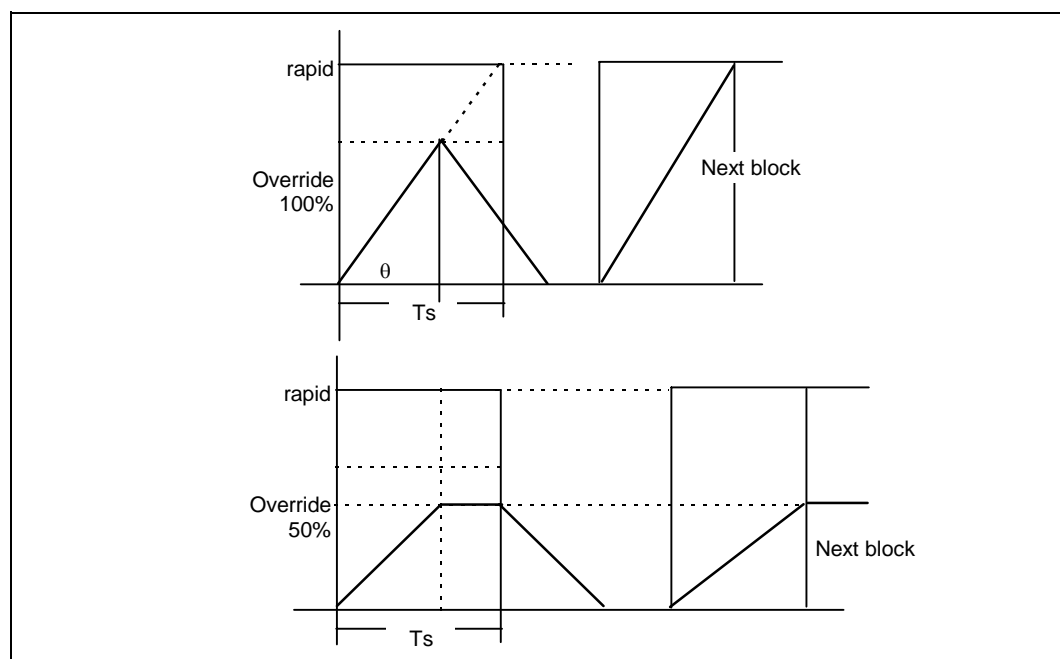 rapid
Override
100%
Next block
θ
Ts
rapid
Override
50%
Next block
Ts